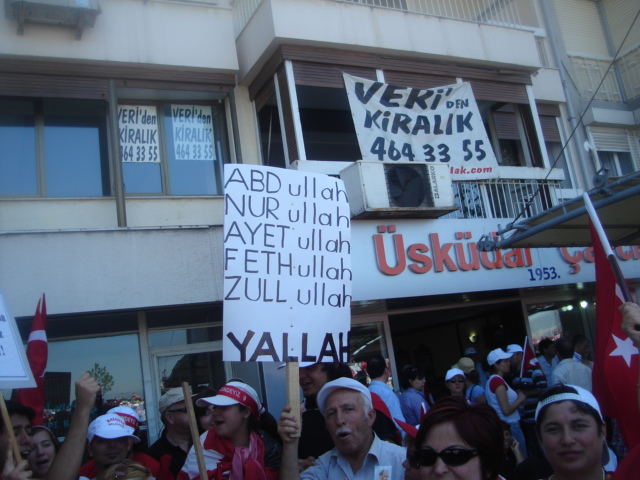 VERİ'den
KİRALIK
464 33 55
VERİ'den
KİRALIK
464 33 55
VERİ'den
KİRALIK
464 33 55
ABD ullah
NUR ullah
AYET ullah
FETH ullah
ZULL ullah
YALLAH
Üsküdar
1953.